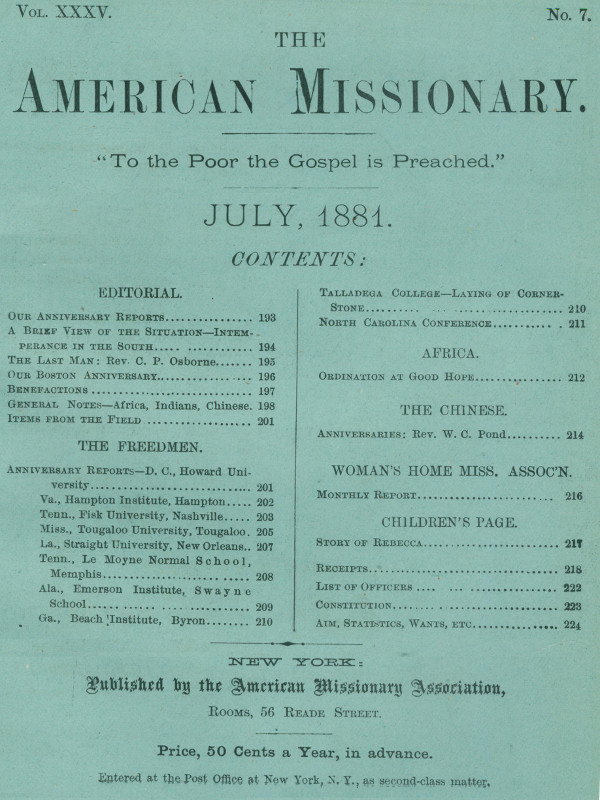 VOL. XXXV. No. 7.
THE
AMERICAN MISSIONARY.
"To the Poor the Gospel is Preached."
JULY, 1881.
CONTENTS:
EDITORIAL.
OUR ANNIVERSARY REPORTS................ 193
A BRIEF VIEW OF THE SITUATION—INTEM-
PERANCE IN THE SOUTH................ 194
THE LAST MAN: Rev. C. P. Osborne....... 195
OUR BOSTON ANNIVERSARY................ 196
BENEFACTIONS................ 197
GENERAL NOTES—Africa, Indians, Chinese. 198
ITEMS FROM THE FIELD................ 201
THE FREEDMEN.
ANNIVERSARY REPORTS—D. C., Howard Uni-
versity................ 201
Va., Hampton Institute, Hampton..... 202
Tenn., Fisk University, Nashville..... 203
Miss., Tougaloo University, Tougaloo. 205
La., Straight University, New Orleans.. 207
Tenn., Le Moyne Normal School,
Memphis................ 208
Ala., Emerson Institute, Swayne
School................ 209
Ga., Beach Institute, Byron........ 210
TALLADEGA COLLEGE—LAYING OF CORNER-
STONE................ 210
NORTH CAROLINA CONFERENCE............ 211
AFRICA.
ORDINATION AT GOOD HOPE................ 212
THE CHINESE.
ANNIVERSARIES: Rev. W. C. Pond.......... 214
WOMAN'S HOME MISS. ASSOC'N.
MONTHLY REPORT................ 216
CHILDREN'S PAGE.
STORY OF REBECCA................ 217
RECEIPTS................ 218
LIST OF OFFICERS................ 222
CONSTITUTION................ 223
AIM, STATISTICS, WANTS, ETC................ 224
NEW YORK:
Published by the American Missionary Association,
ROOMS, 56 READE STREET.
Price, 50 Cents a Year, in advance.
Entered at the Post Office at New York, N. Y., as second-class matter.